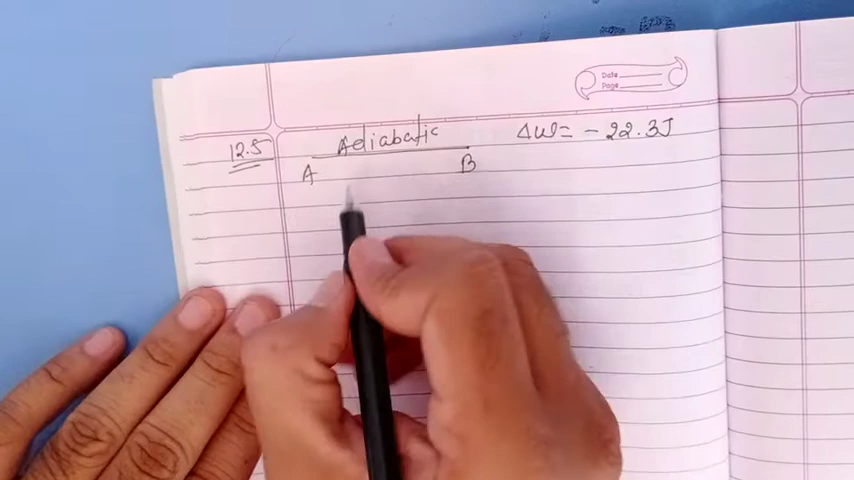 Date
Page
12.5 Adiabatic ΔW = - 22.3J
A B